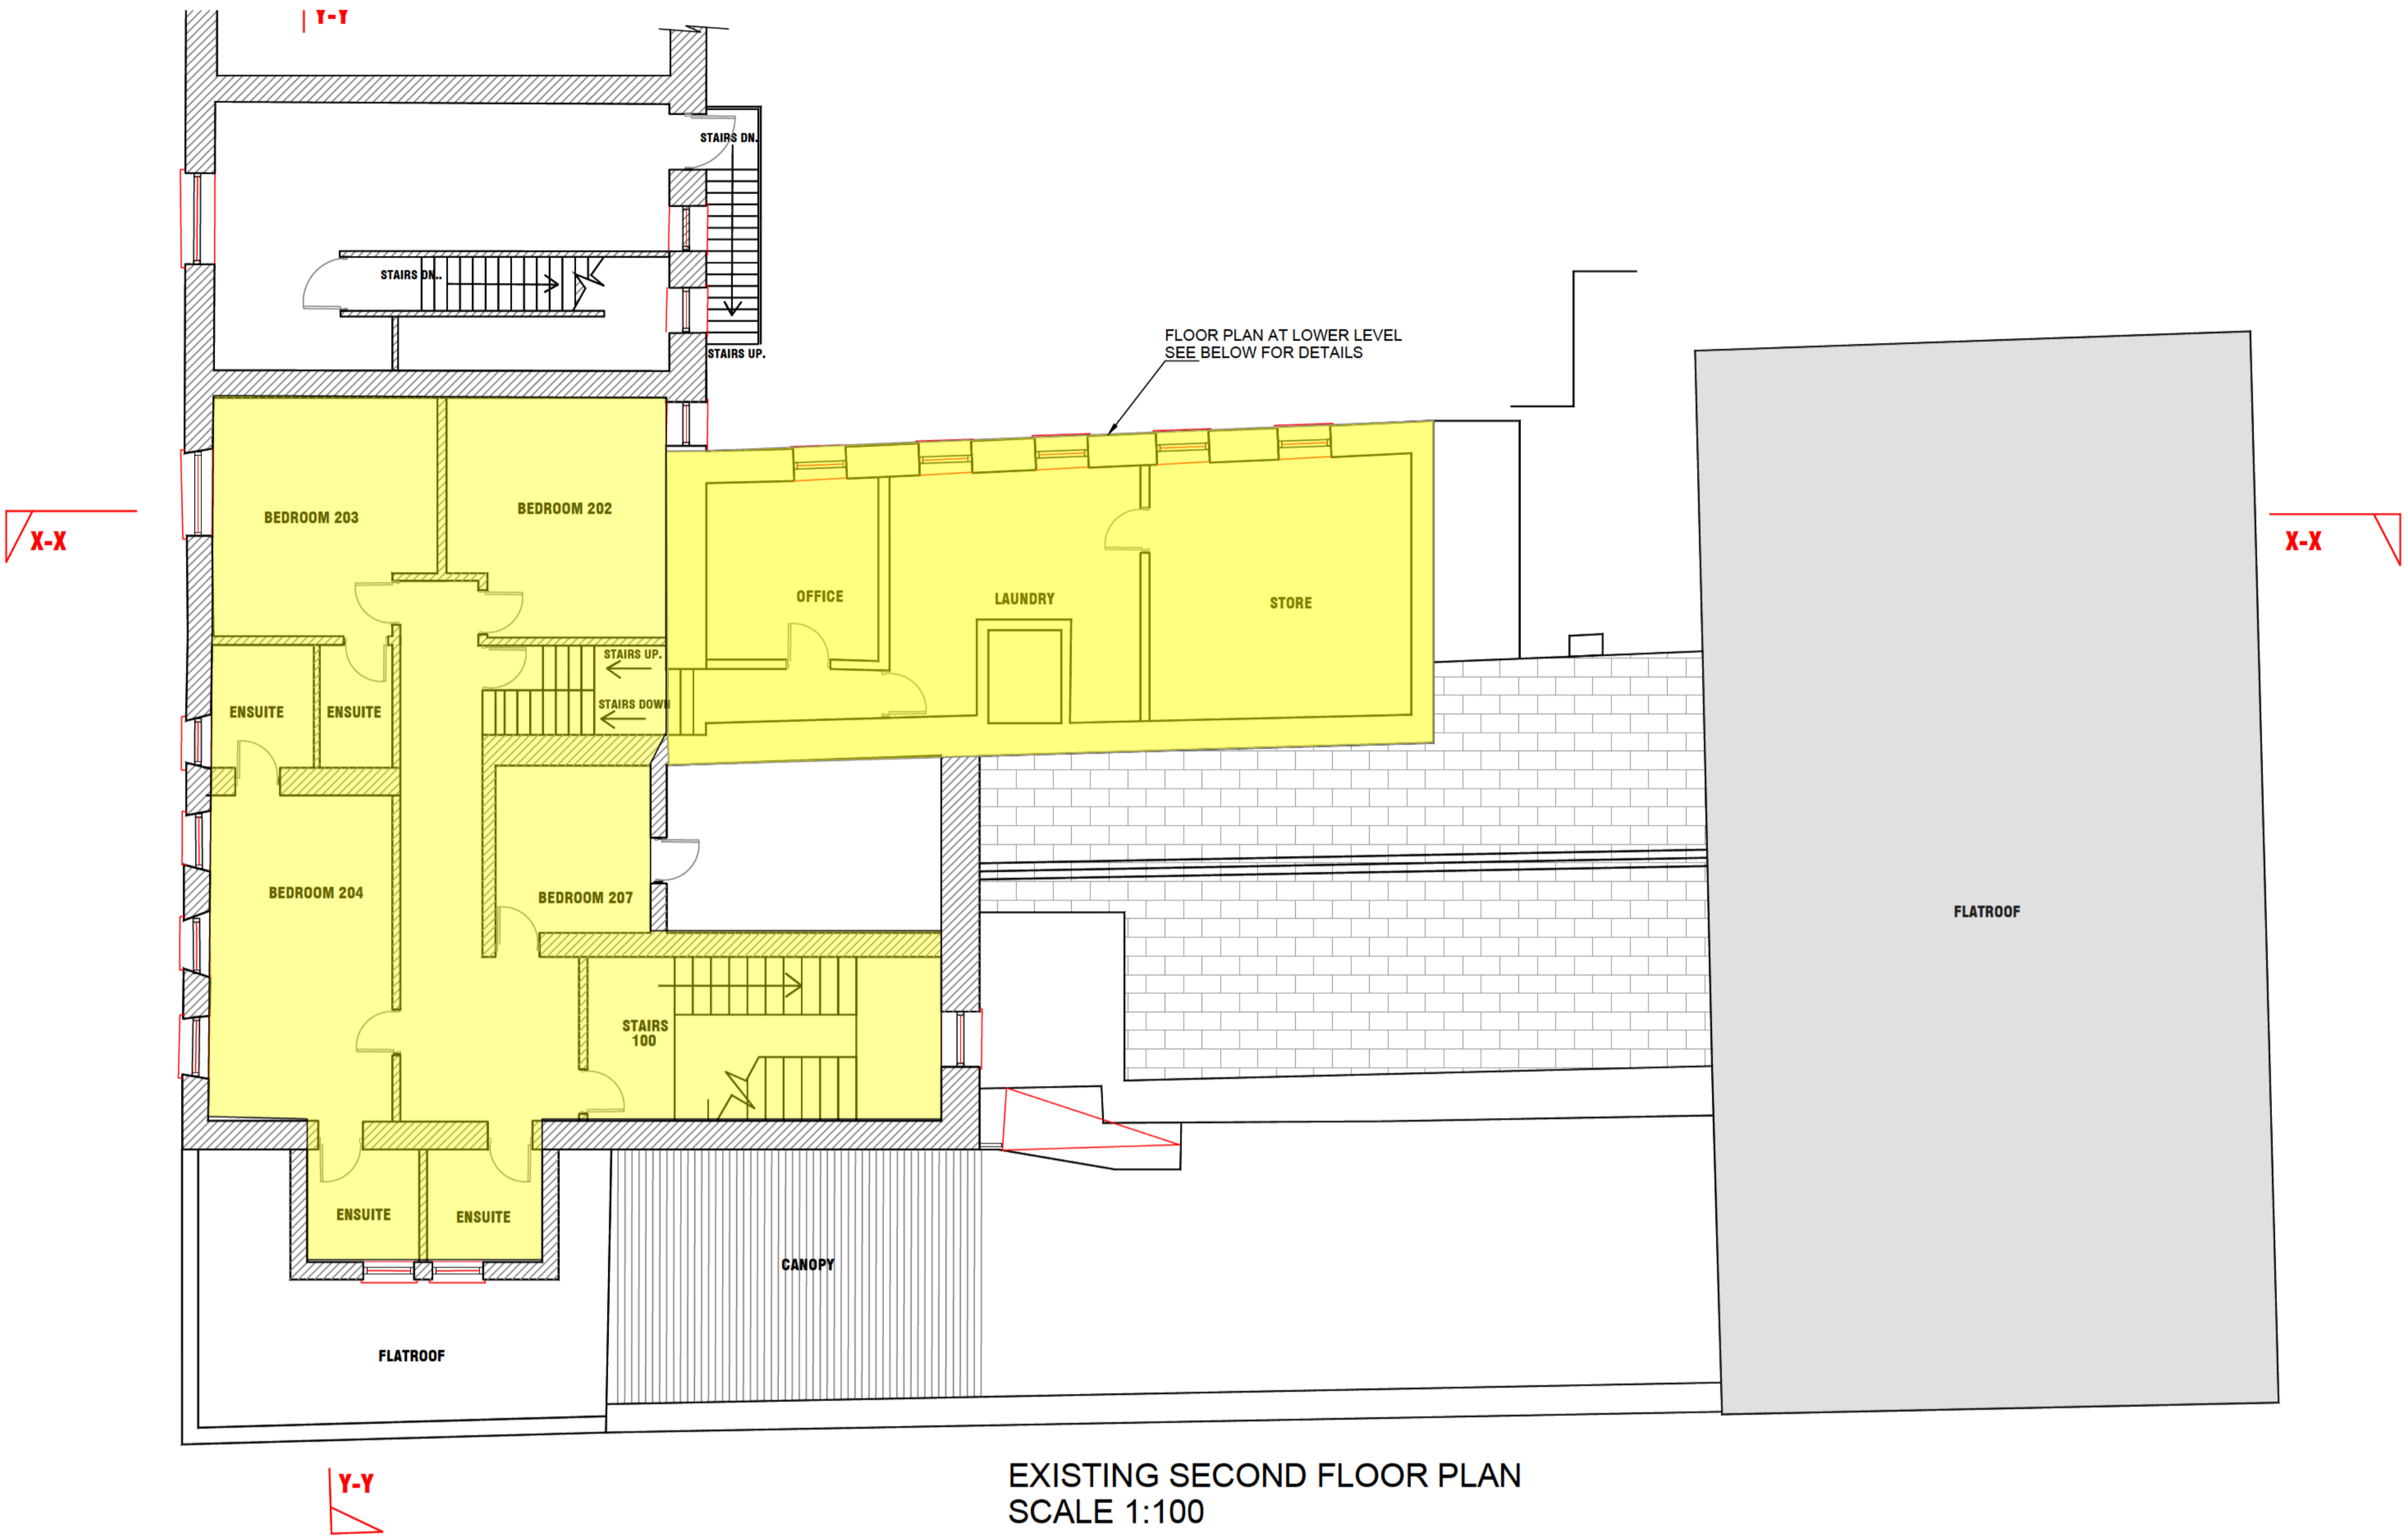 Y-Y
STAIRS DN.
STAIRS DN..
STAIRS UP.
FLOOR PLAN AT LOWER LEVEL
SEE BELOW FOR DETAILS
BEDROOM 203
BEDROOM 202
X-X
X-X
OFFICE
LAUNDRY
STORE
STAIRS UP.
STAIRS DOWN
ENSUITE
ENSUITE
BEDROOM 204
BEDROOM 207
FLATROOF
STAIRS
100
ENSUITE
ENSUITE
CANOPY
FLATROOF
Y-Y
EXISTING SECOND FLOOR PLAN
SCALE 1:100